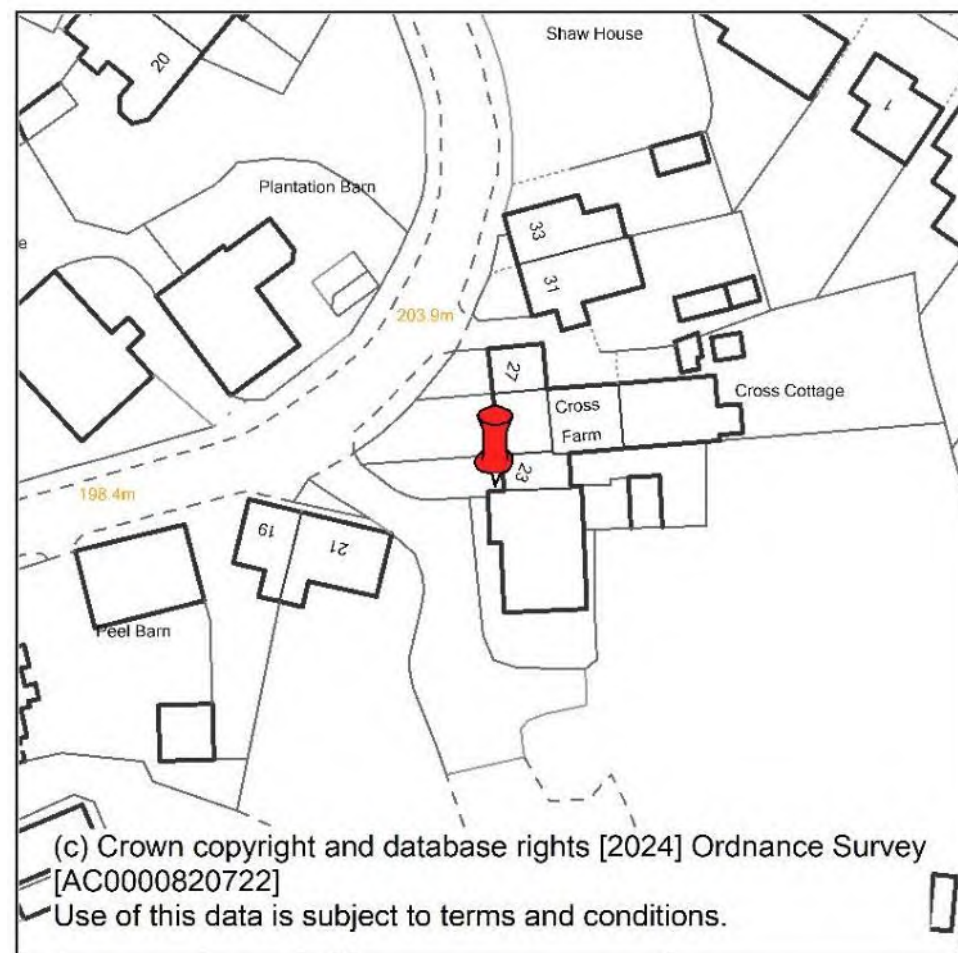 Shaw House
20
1
Plantation Barn
33
31
203.9m
27
Cross
Farm
Cross Cottage
23
198.4m
19
21
Peel Barn
e
(c) Crown copyright and database rights [2024] Ordnance Survey
[AC0000820722]
Use of this data is subject to terms and conditions.